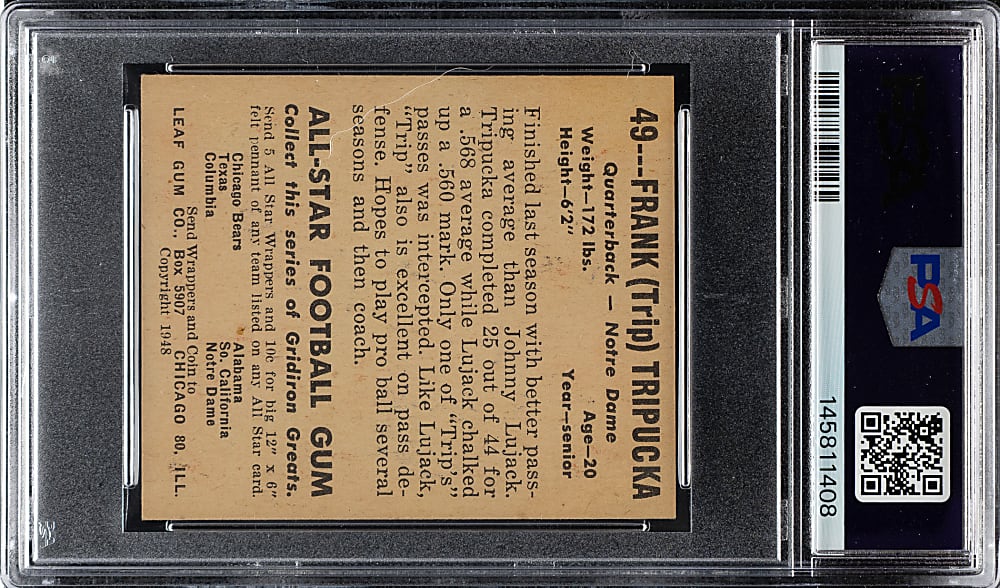 49---FRANK (Trip) TRIPUCKA
Quarterback — Notre Dame
Weight—172 lbs. Age—20
Height—6'2" Year—senior
Finished last season with better pass-
ing average than Johnny Lujack.
Tripucka completed 25 out of 44 for
a .568 average while Lujack chalked
up a .560 mark. Only one of "Trip's"
passes was intercepted. Like Lujack,
"Trip" also is excellent on pass de-
fense. Hopes to play pro ball several
seasons and then coach.
ALL-STAR FOOTBALL GUM
Collect this series of Gridiron Greats.
Send 5 All Star Wrappers and 10c for big 12" x 6"
felt pennant of any team listed on any All Star card.
Chicago Bears Alabama
Texas So. California
Columbia Notre Dame
Send Wrappers and Coin to
LEAF GUM CO., Box 5907 CHICAGO 80, ILL.
Copyright 1948
PSA
145811408